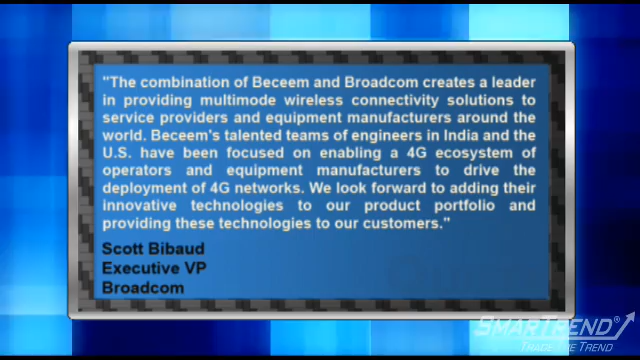 "The combination of Beceem and Broadcom creates a leader
in providing multimode wireless connectivity solutions to
service providers and equipment manufacturers around the
world. Beceem's talented teams of engineers in India and the
U.S. have been focused on enabling a 4G ecosystem of
operators and equipment manufacturers to drive the
deployment of 4G networks. We look forward to adding their
innovative technologies to our product portfolio and
providing these technologies to our customers."
Scott Bibaud
Executive VP
Broadcom
SMARTREND®
TRADE THE TREND